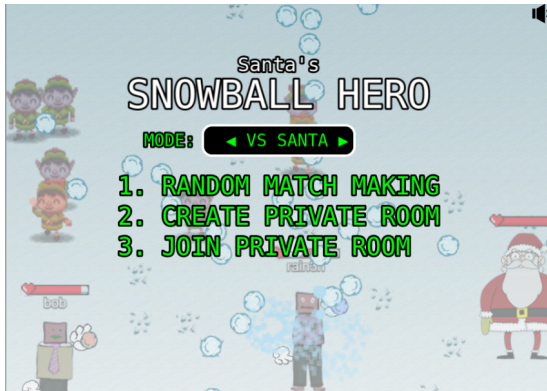 Santa's
SNOWBALL HERO
MODE: ◀ VS SANTA ▶
1. RANDOM MATCH MAKING
2. CREATE PRIVATE ROOM
3. JOIN PRIVATE ROOM
bob